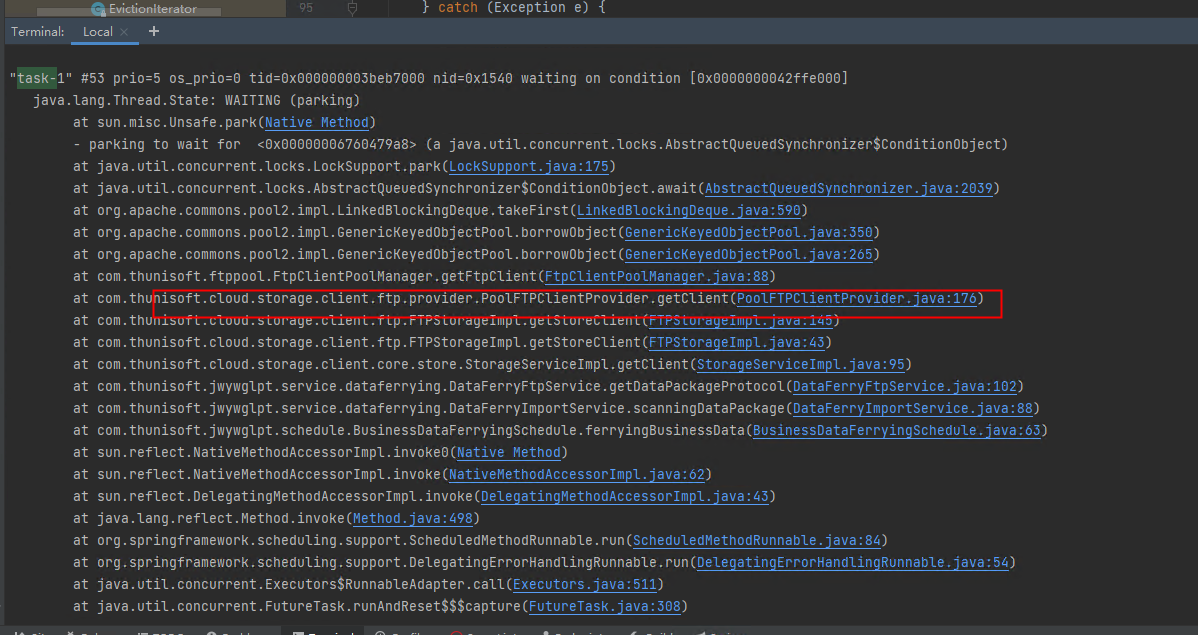 EvictionIterator
95 } catch (Exception e) {
Terminal: Local × +
"task-1" #53 prio=5 os_prio=0 tid=0x000000003beb7000 nid=0x1540 waiting on condition [0x0000000042ffe000]
java.lang.Thread.State: WAITING (parking)
at sun.misc.Unsafe.park(Native Method)
- parking to wait for <0x00000006760479a8> (a java.util.concurrent.locks.AbstractQueuedSynchronizer$ConditionObject)
at java.util.concurrent.locks.LockSupport.park(LockSupport.java:175)
at java.util.concurrent.locks.AbstractQueuedSynchronizer$ConditionObject.await(AbstractQueuedSynchronizer.java:2039)
at org.apache.commons.pool2.impl.LinkedBlockingDeque.takeFirst(LinkedBlockingDeque.java:590)
at org.apache.commons.pool2.impl.GenericKeyedObjectPool.borrowObject(GenericKeyedObjectPool.java:350)
at org.apache.commons.pool2.impl.GenericKeyedObjectPool.borrowObject(GenericKeyedObjectPool.java:265)
at com.thunisoft.ftppool.FtpClientPoolManager.getFtpClient(FtpClientPoolManager.java:88)
at com.thunisoft.cloud.storage.client.ftp.provider.PoolFTPClientProvider.getClient(PoolFTPClientProvider.java:176)
at com.thunisoft.cloud.storage.client.ftp.FTPStorageImpl.getStoreClient(FTPStorageImpl.java:145)
at com.thunisoft.cloud.storage.client.ftp.FTPStorageImpl.getStoreClient(FTPStorageImpl.java:43)
at com.thunisoft.cloud.storage.client.core.store.StorageServiceImpl.getClient(StorageServiceImpl.java:95)
at com.thunisoft.jwywglpt.service.dataferrying.DataFerryFtpService.getDataPackageProtocol(DataFerryFtpService.java:102)
at com.thunisoft.jwywglpt.service.dataferrying.DataFerryImportService.scanningDataPackage(DataFerryImportService.java:88)
at com.thunisoft.jwywglpt.schedule.BusinessDataFerryingSchedule.ferryingBusinessData(BusinessDataFerryingSchedule.java:63)
at sun.reflect.NativeMethodAccessorImpl.invoke0(Native Method)
at sun.reflect.NativeMethodAccessorImpl.invoke(NativeMethodAccessorImpl.java:62)
at sun.reflect.DelegatingMethodAccessorImpl.invoke(DelegatingMethodAccessorImpl.java:43)
at java.lang.reflect.Method.invoke(Method.java:498)
at org.springframework.scheduling.support.ScheduledMethodRunnable.run(ScheduledMethodRunnable.java:84)
at org.springframework.scheduling.support.DelegatingErrorHandlingRunnable.run(DelegatingErrorHandlingRunnable.java:54)
at java.util.concurrent.Executors$RunnableAdapter.call(Executors.java:511)
at java.util.concurrent.FutureTask.runAndReset$$$capture(FutureTask.java:308)